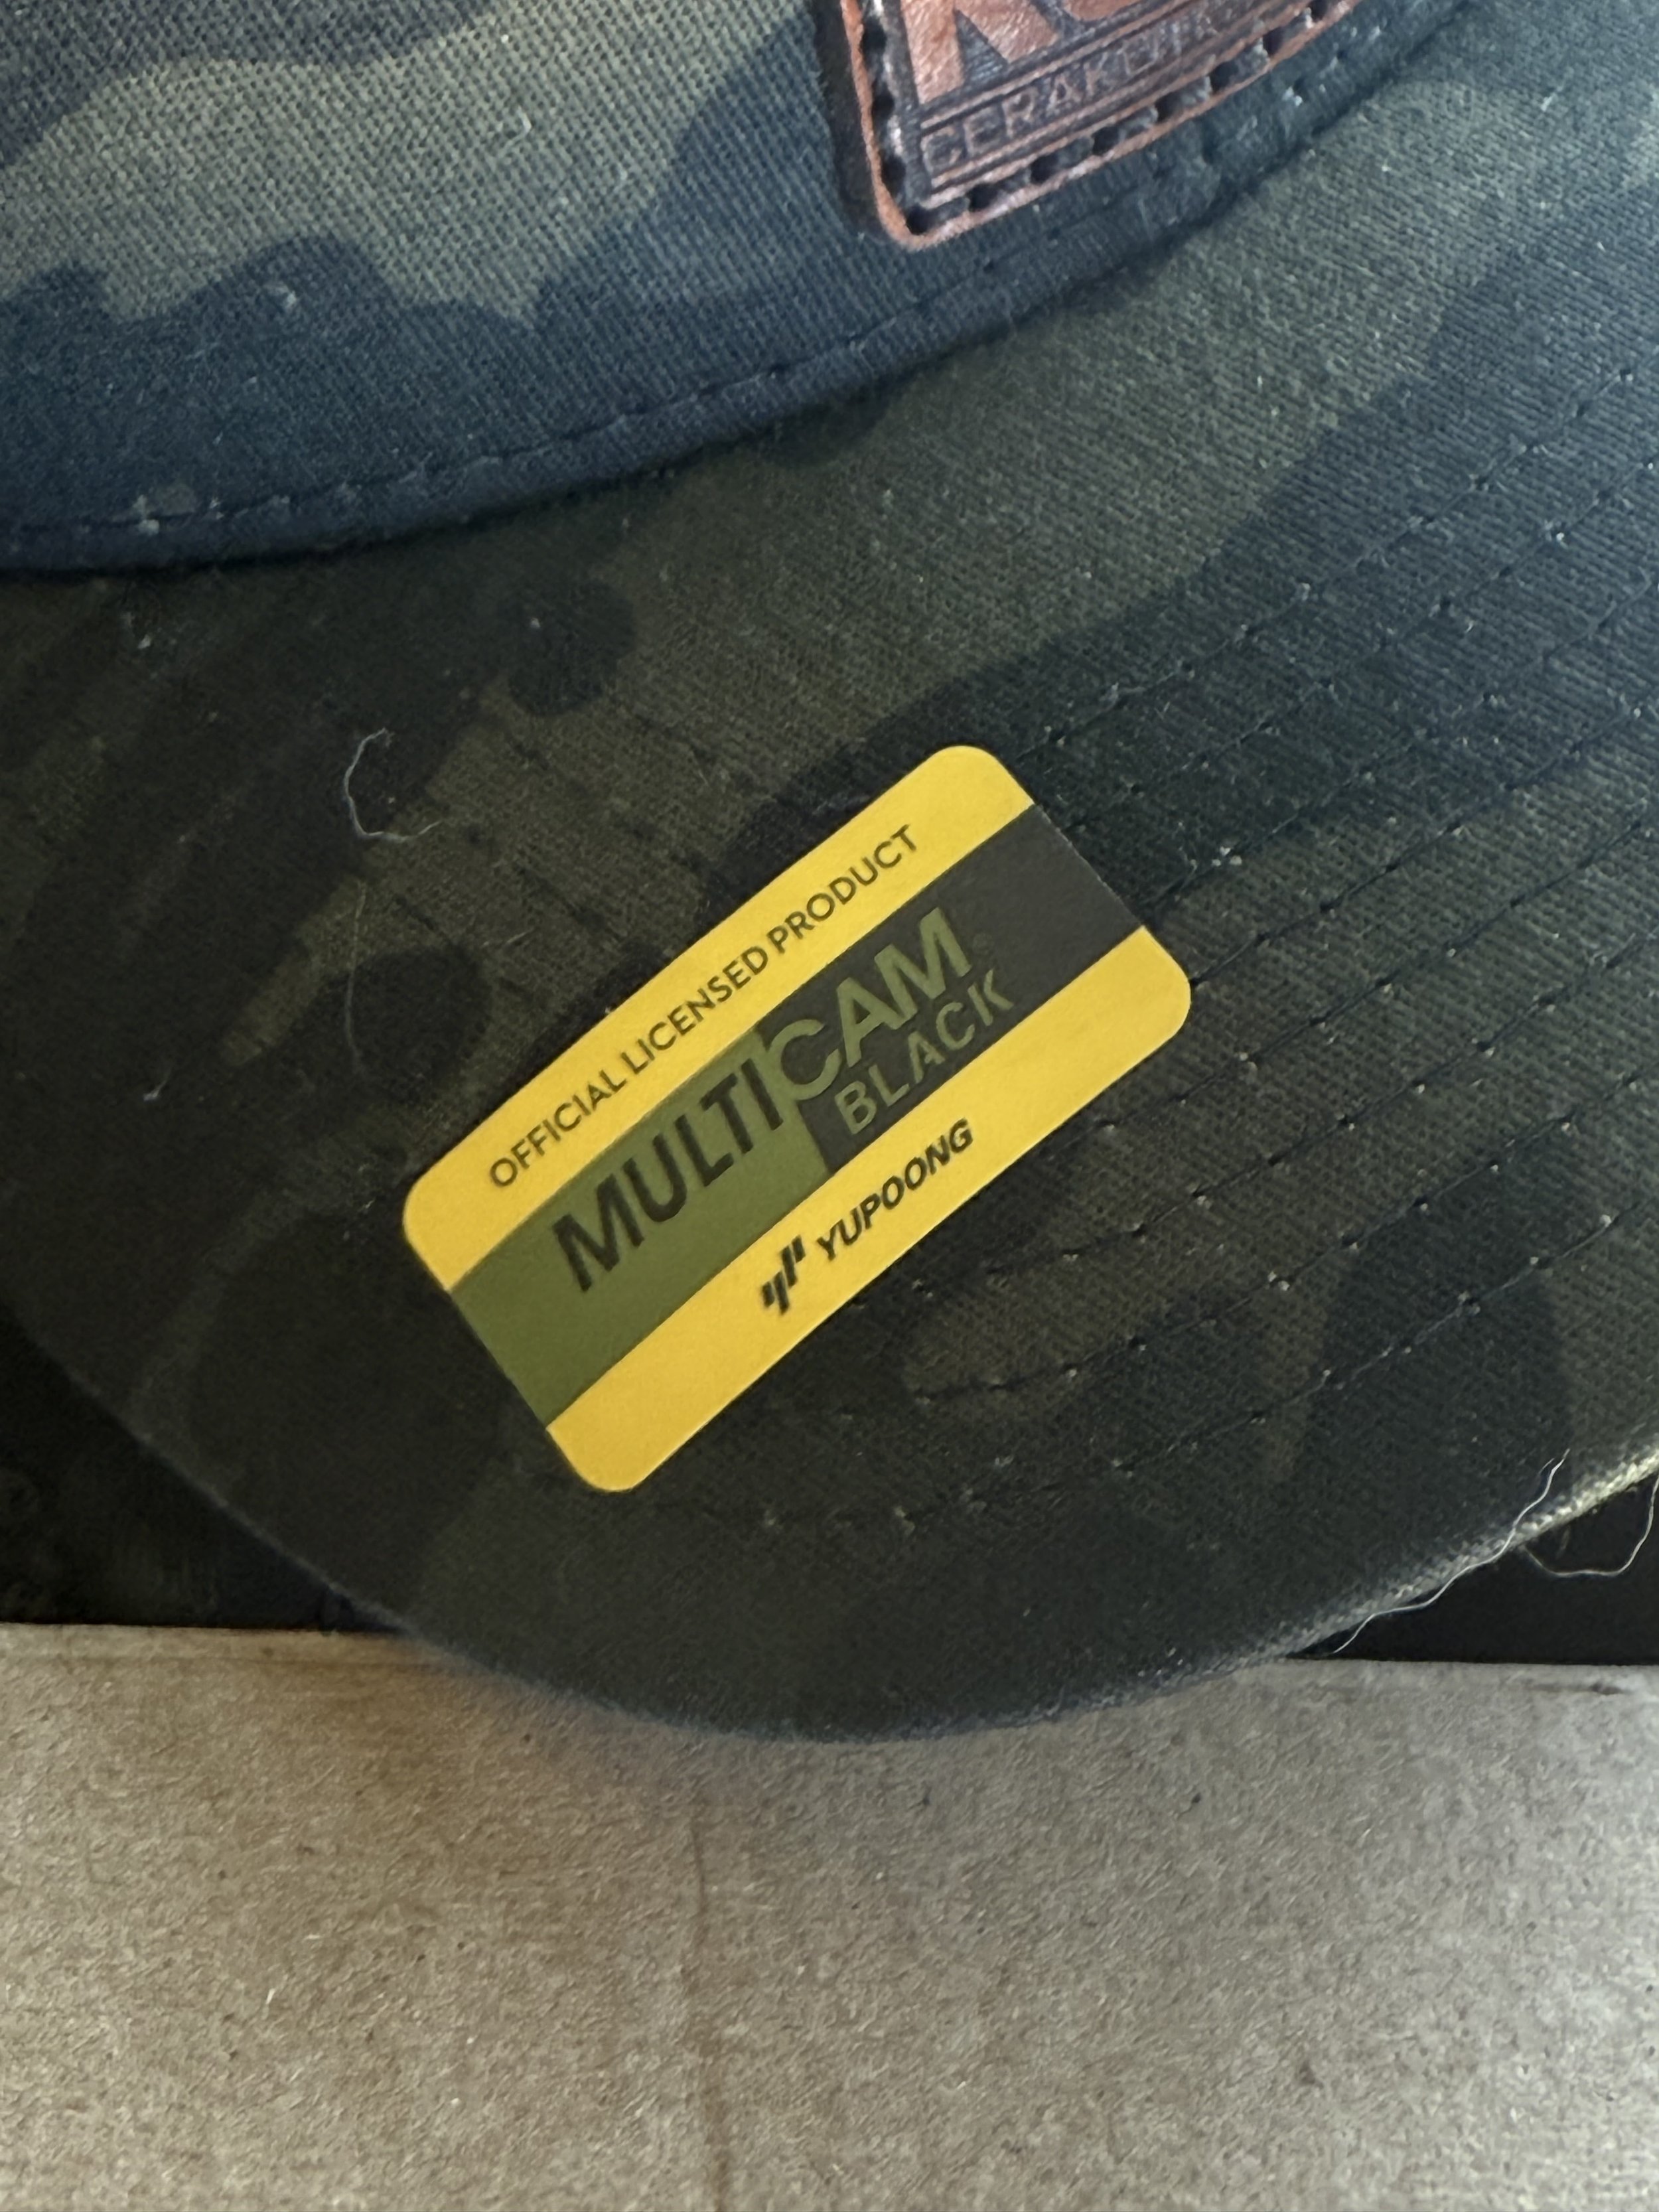 OFFICIAL LICENSED PRODUCT
MULTICAM®
BLACK
YUPOONG